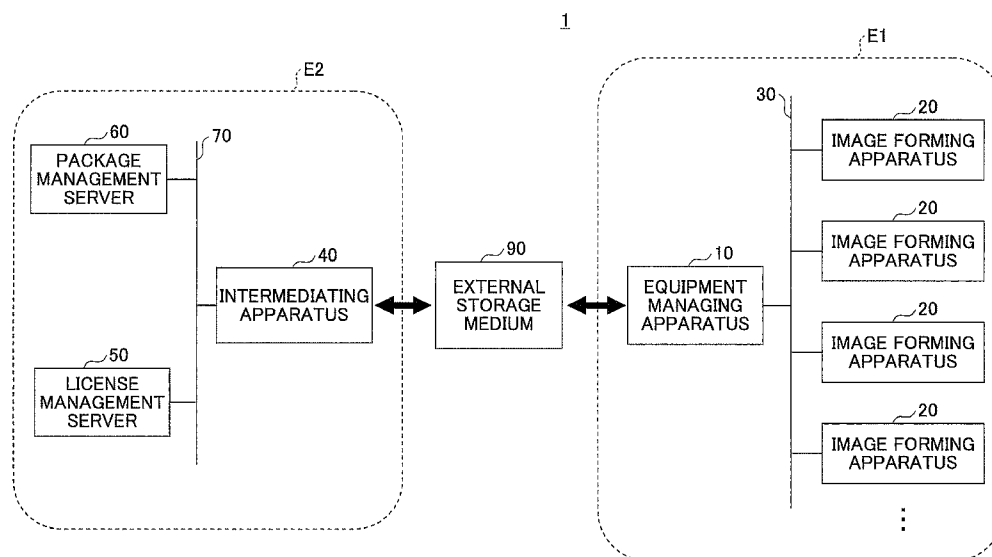 1
E2
E1
60
PACKAGE
MANAGEMENT
SERVER
70
40
INTERMEDIATING
APPARATUS
50
LICENSE
MANAGEMENT
SERVER
90
EXTERNAL
STORAGE
MEDIUM
10
EQUIPMENT
MANAGING
APPARATUS
30
20
IMAGE FORMING
APPARATUS
20
IMAGE FORMING
APPARATUS
20
IMAGE FORMING
APPARATUS
20
IMAGE FORMING
APPARATUS